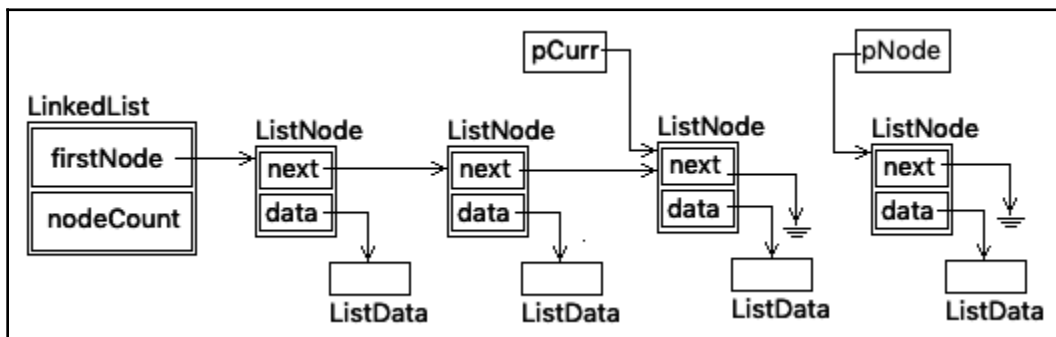 pCurr
pNode
LinkedList
firstNode
nodeCount
ListNode
next
data
ListData
ListNode
next
data
ListData
ListNode
next
data
ListData
ListNode
next
data
ListData